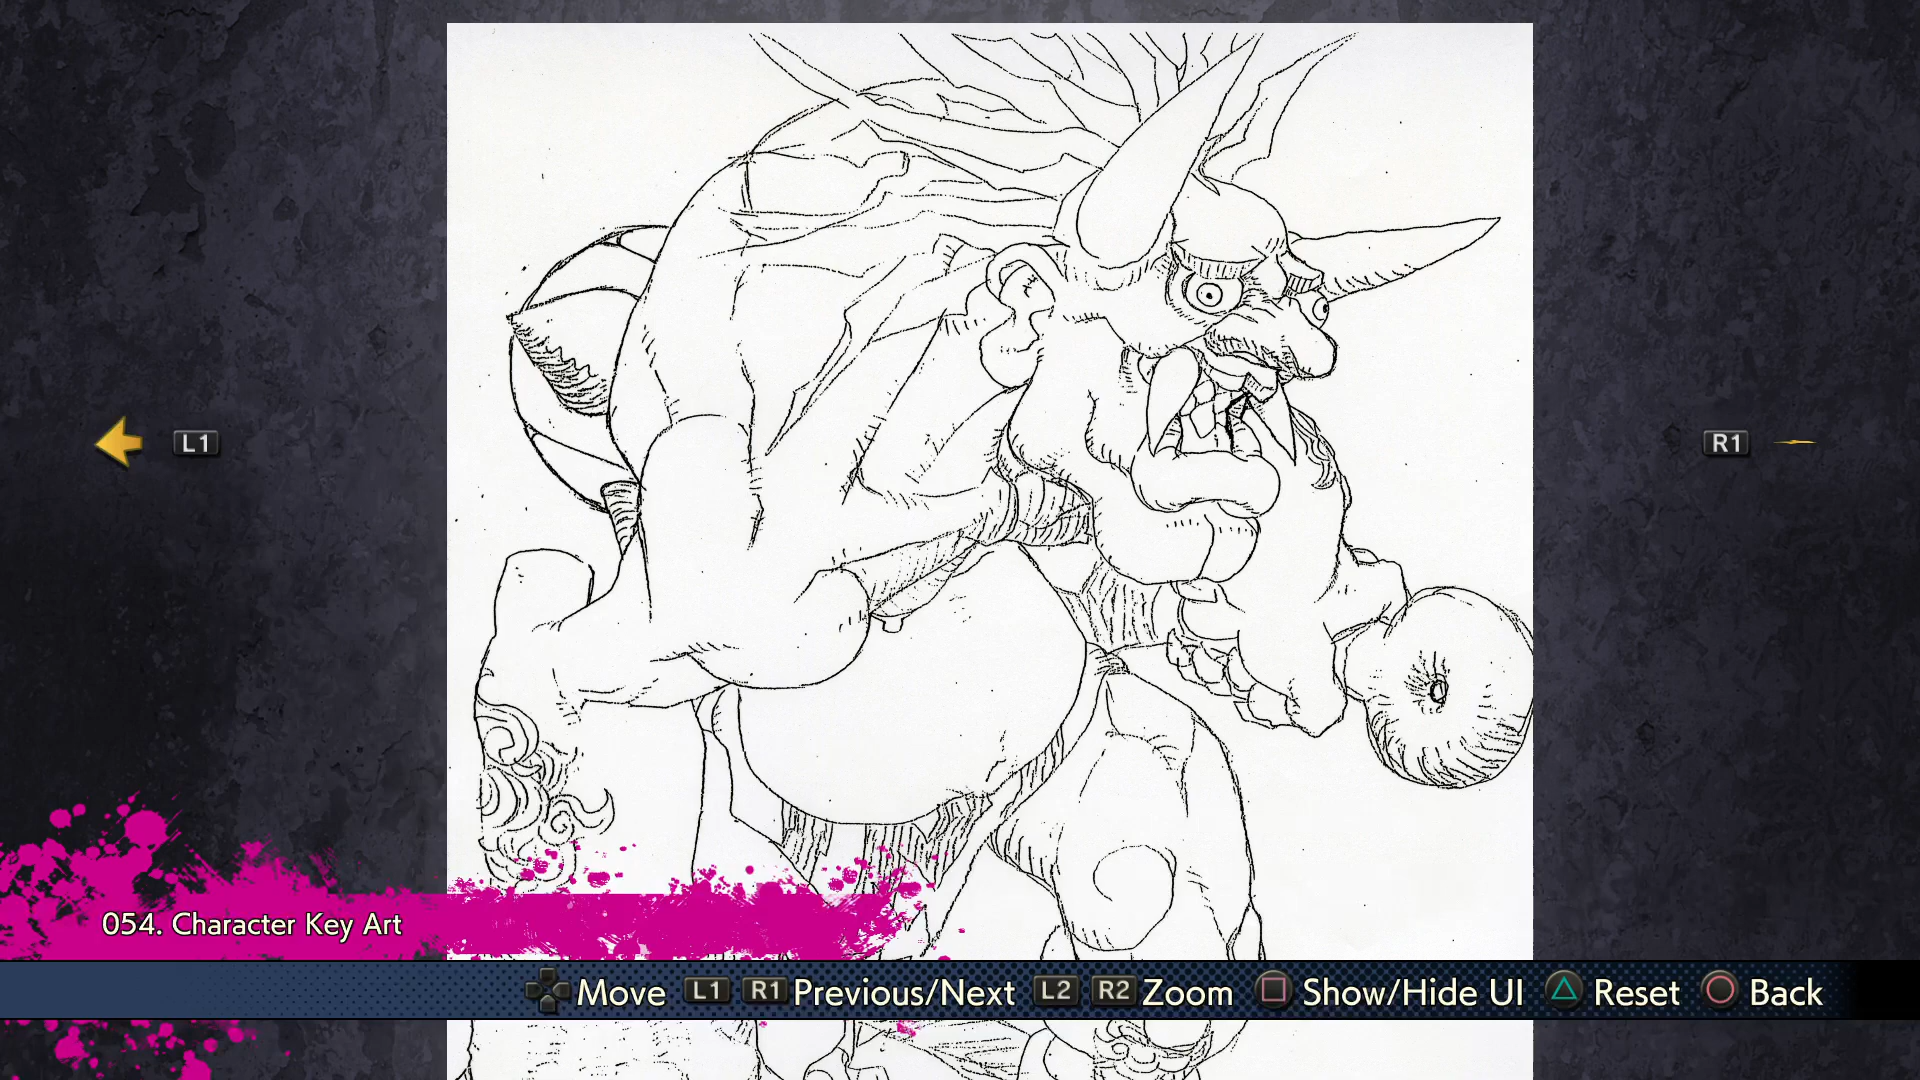 L1
R1
054. Character Key Art
Move L1 R1 Previous/Next L2 R2 Zoom Show/Hide UI Reset Back